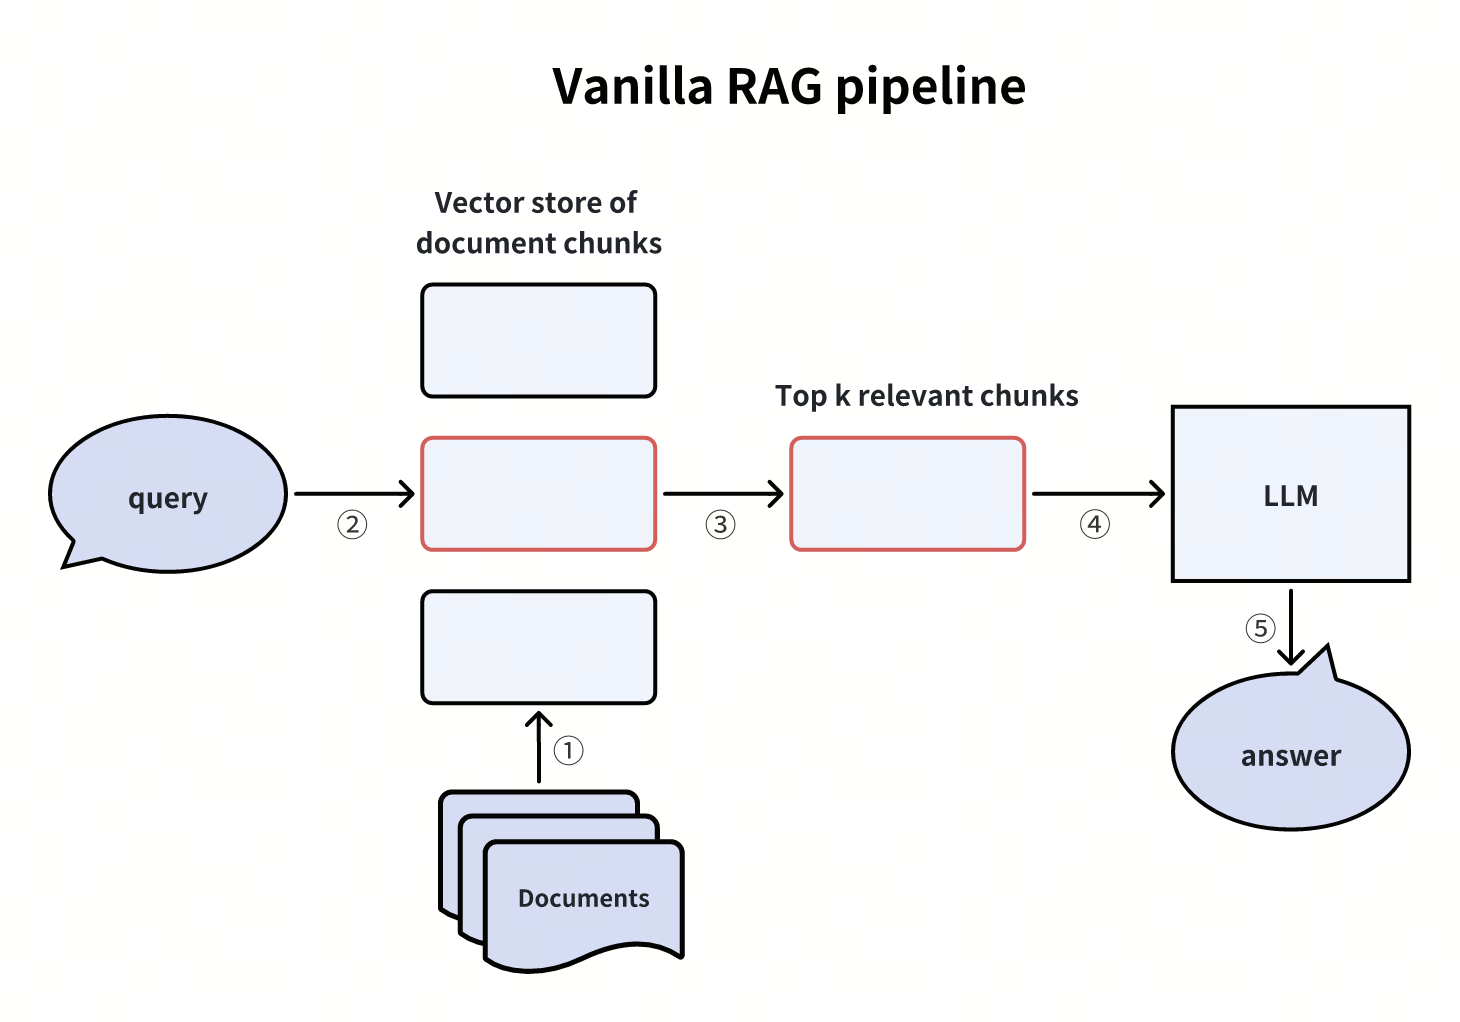 Vanilla RAG pipeline
Vector store of
document chunks
Top k relevant chunks
query
②
③
④
LLM
⑤
①
answer
Documents